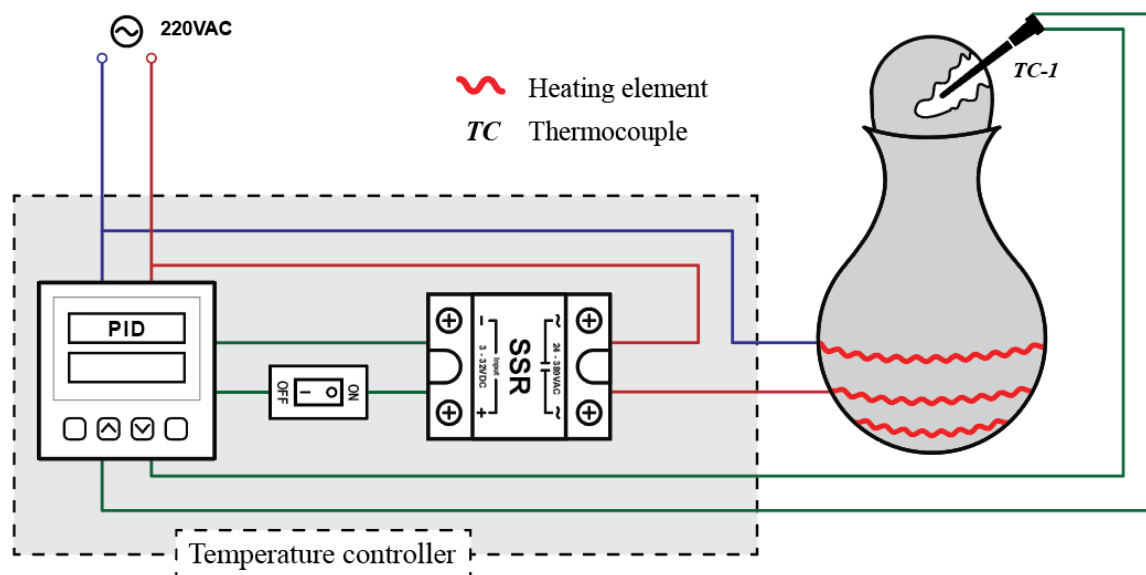 220VAC
Heating element
TC Thermocouple
TC-1
PID
OFF
ON
-
Input
+
3 - 32VDC
SSR
24 - 380VAC
~
~
Temperature controller